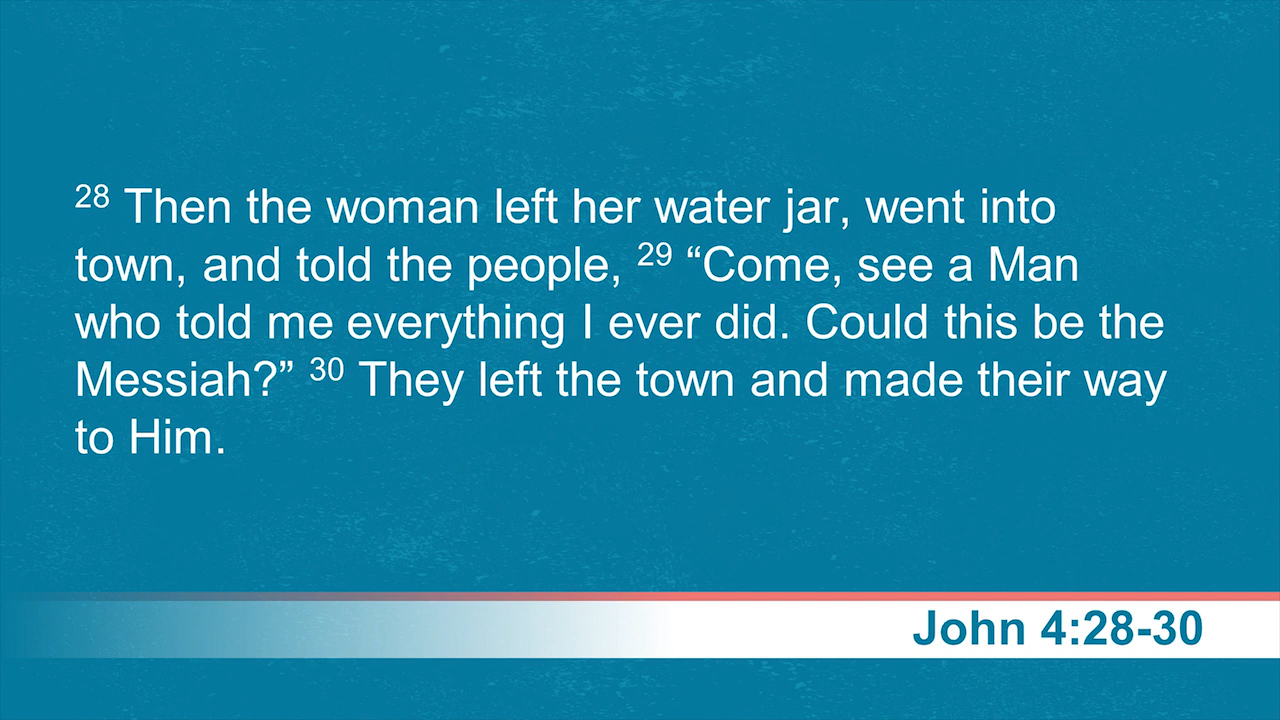 28 Then the woman left her water jar, went into
town, and told the people, 29 “Come, see a Man
who told me everything I ever did. Could this be the
Messiah?” 30 They left the town and made their way
to Him.
John 4:28-30